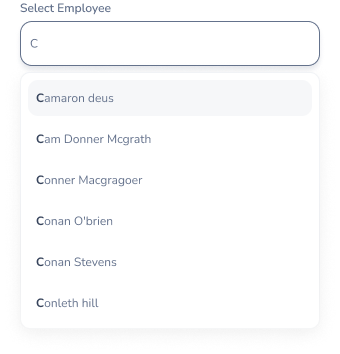 Select Employee
C
Camaron deus
Cam Donner Mcgrath
Conner Macgragoer
Conan O'brien
Conan Stevens
Conleth hill